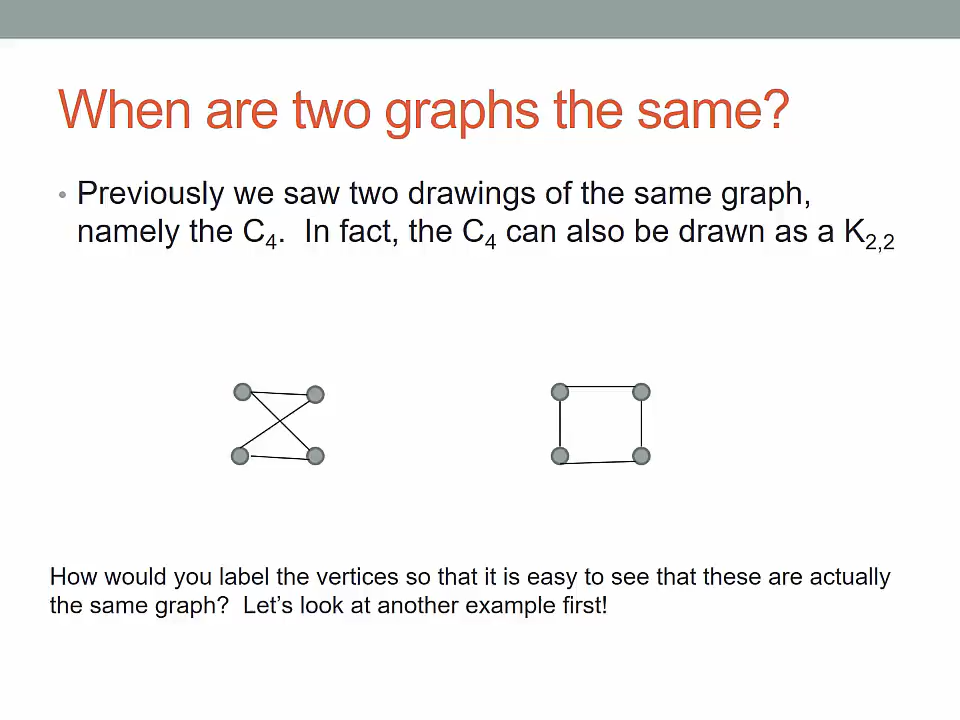 When are two graphs the same?
• Previously we saw two drawings of the same graph,
namely the C₄.  In fact, the C₄ can also be drawn as a K₂,₂
How would you label the vertices so that it is easy to see that these are actually
the same graph?  Let’s look at another example first!